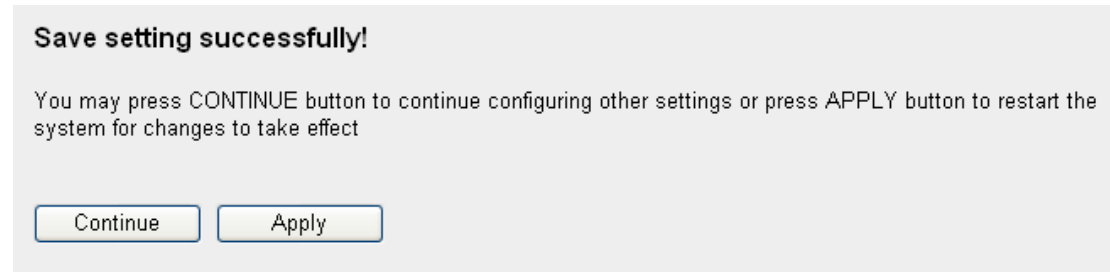 Save setting successfully!
You may press CONTINUE button to continue configuring other settings or press APPLY button to restart the
system for changes to take effect
Continue Apply